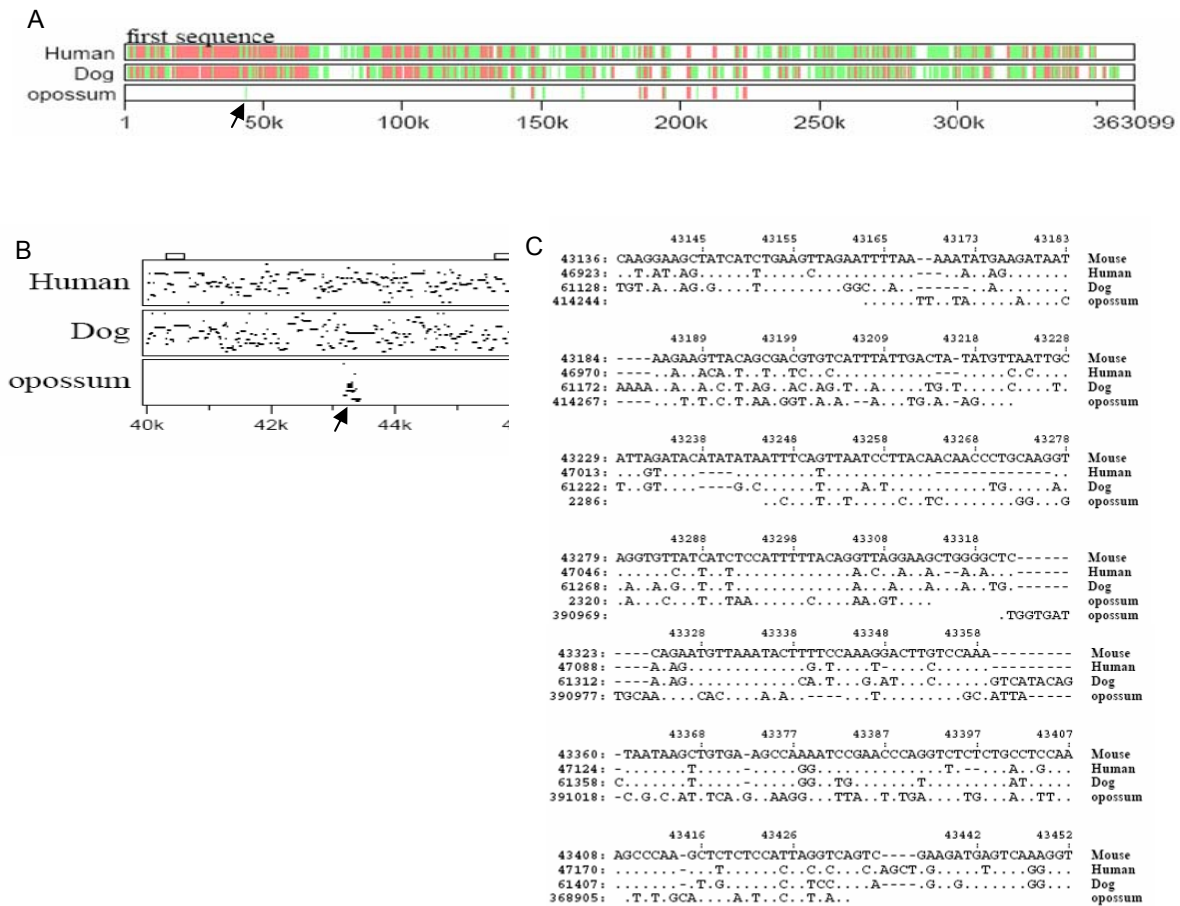 A
first sequence
Human
Dog
opossum
1 50k 100k 150k 200k 250k 300k 363099
B
Human
Dog
opossum
40k 42k 44k 4
C
43145 43155 43165 43173 43183
43136: CAAGGAAGCTATCATCTGAAGTTAGAATTTTAA--AAATATGAAGATAAT Mouse
46923: ..T.AT.AG......T.....C...........---..A..AG....... Human
61128: TGT.A..AG.G....T.........GGC..A..------..A........ Dog
414244: ......TT..TA.....A....C opossum
43189 43199 43209 43218 43228
43184: ----AAGAAGTTACAGCGACGTGTCATTTATTGACTA-TATGTTAATTGC Mouse
46970: ----..A..ACA.T..T..TC..C...........---.....C.C.... Human
61172: AAAA..A..A.C.T.AG..AC.AG.T..A.....TG.T.....C....T. Dog
414267: ----...T.T.C.T.AA.GGT.A.A.--A...TG.A.-AG.... opossum
43238 43248 43258 43268 43278
43229: ATTAGATACATATATAATTTCAGTTAATCCTTACAACAACCCTGCAAGGT Mouse
47013: ...GT....----.........T............-------------.. Human
61222: T..GT....----G.C......T....A.T...........TG.....A. Dog
2286: ..C...T..T.....C..TC........GG...G opossum
43288 43298 43308 43318
43279: AGGTGTTATCATCTCCATTTTTACAGGTTAGGAAGCTGGGGCTC------ Mouse
47046: ......C..T..T.............A.C..A..A.--A.A...------ Human
61268: .A..A.G..T..T.............A...A...A..A..TG.------ Dog
2320: .A...C...T..TAA......C....AA.GT.... opossum
390969: .TGGTGAT opossum
43328 43338 43348 43358
43323: ----CAGAATGTTAAATACTTTTCCAAAGGACTTGTCCAAA--------- Mouse
47088: ----A.AG.............G.T....T-.....C.....--------- Human
61312: ----A.AG............CA.T...G.AT...C......GTCATACAG Dog
390977: TGCAA....CAC....A.A..-----...T.........GC.ATTA----- opossum
43368 43377 43387 43397 43407
43360: -TAATAAGCTGTGA-AGCCAAAATCCGAACCCAGGTCTCTCTGCCTCCAA Mouse
47124: -.......T.....-.....GG...............T.---...A..G... Human
61358: C.......T.....-.....GG..TG.......T.........AT..... Dog
391018: -C.G.C.AT.TCA.G..AAGG...TTA..T.TGA....TG...A..TT.. opossum
43416 43426 43442 43452
43408: AGCCCAA-GCTCTCTCCATTAGGTCAGTC----GAAGATGAGTCAAAGGT Mouse
47170: .......-...T......C..C.C...C.AGCT.G.....T....GG... Human
61407: .......-.T.G......C..TCC...A.----.G..G.......GG... Dog
368905: .T.T.GCA....A.T..C..T.A.. opossum